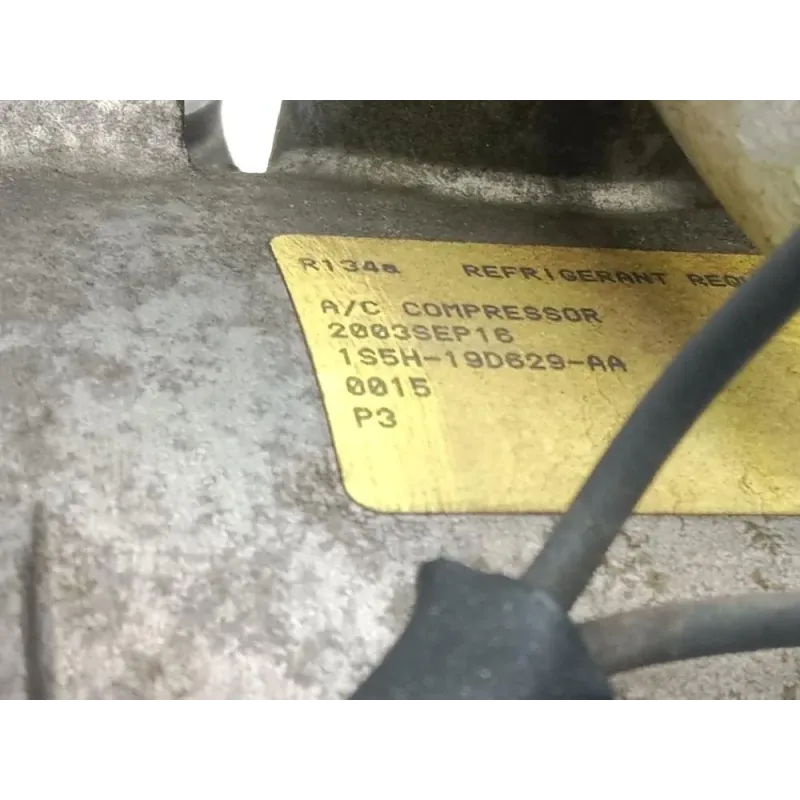 R134a REFRIGERANT
A/C COMPRESSOR
2003SEP16
1S5H-19D629-AA
0015
P3